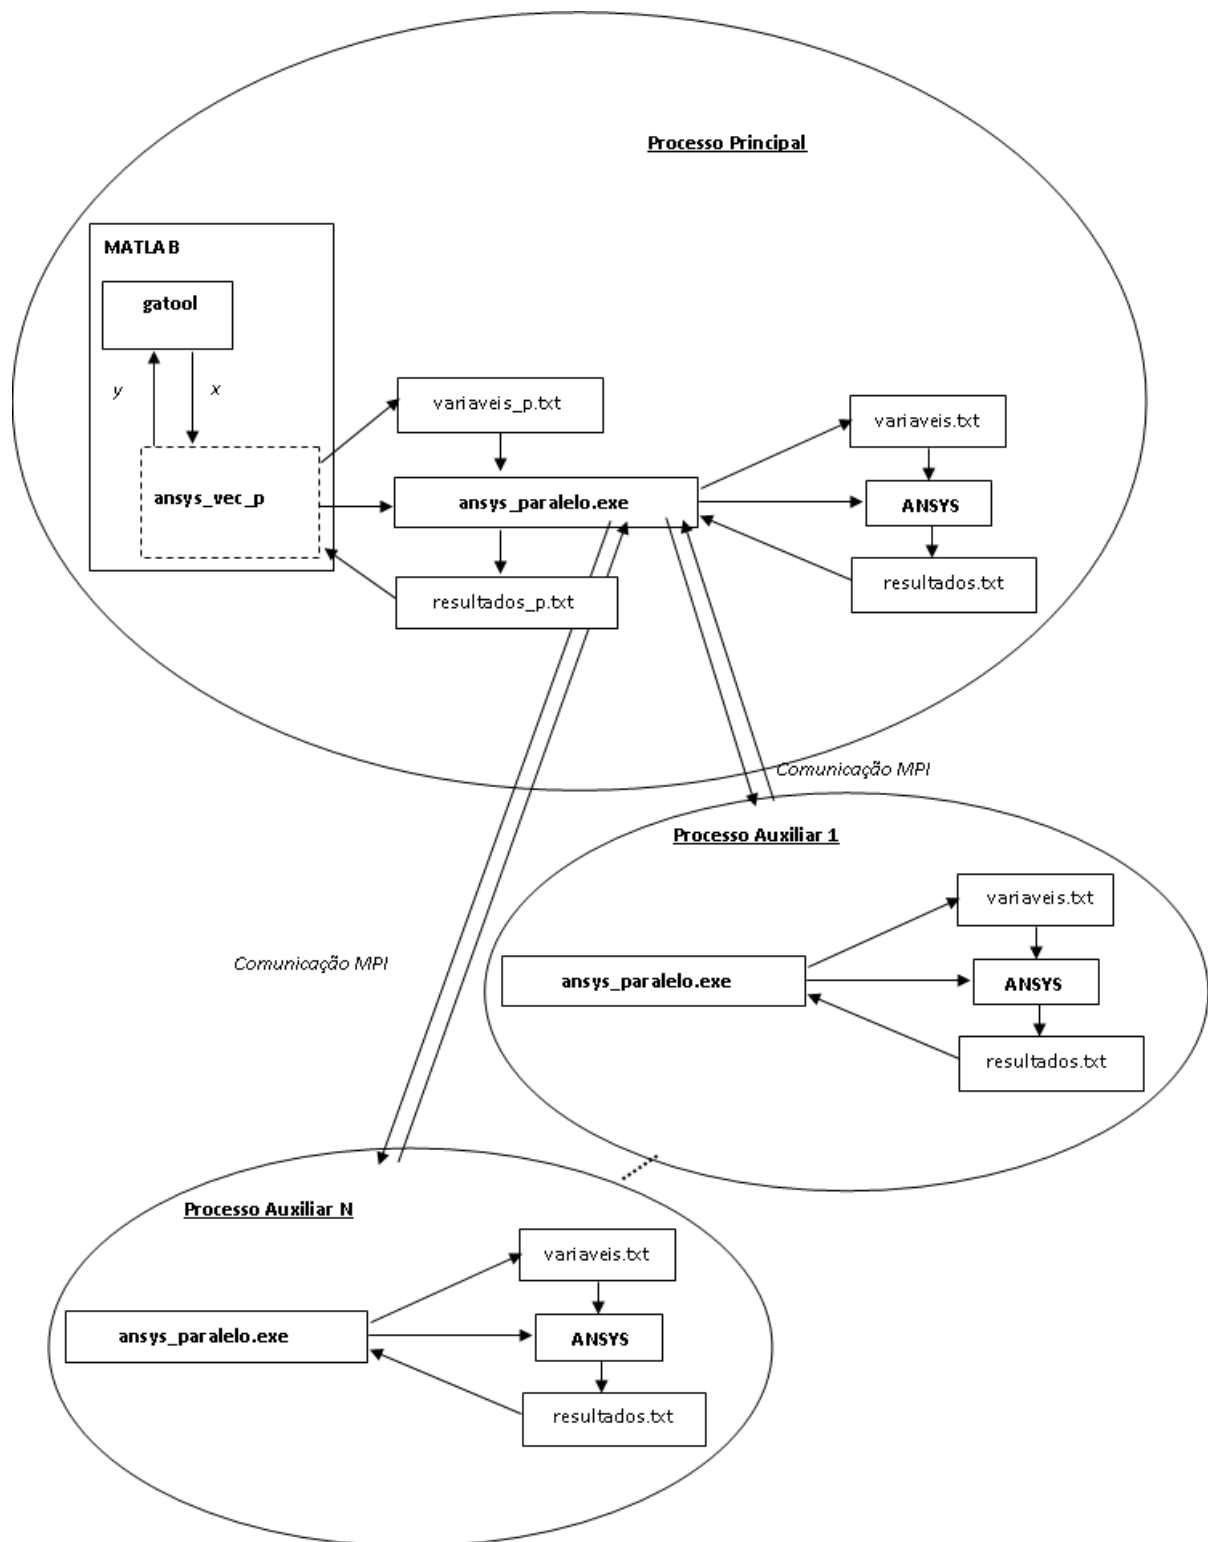 Processo Principal
MATLAB
gatool
y
x
variaveis_p.txt
variaveis.txt
ansys_vec_p
ansys_paralelo.exe
ANSYS
resultados_p.txt
resultados.txt
Comunicação MPI
Processo Auxiliar 1
variaveis.txt
ansys_paralelo.exe
ANSYS
resultados.txt
Comunicação MPI
Processo Auxiliar N
variaveis.txt
ansys_paralelo.exe
ANSYS
resultados.txt